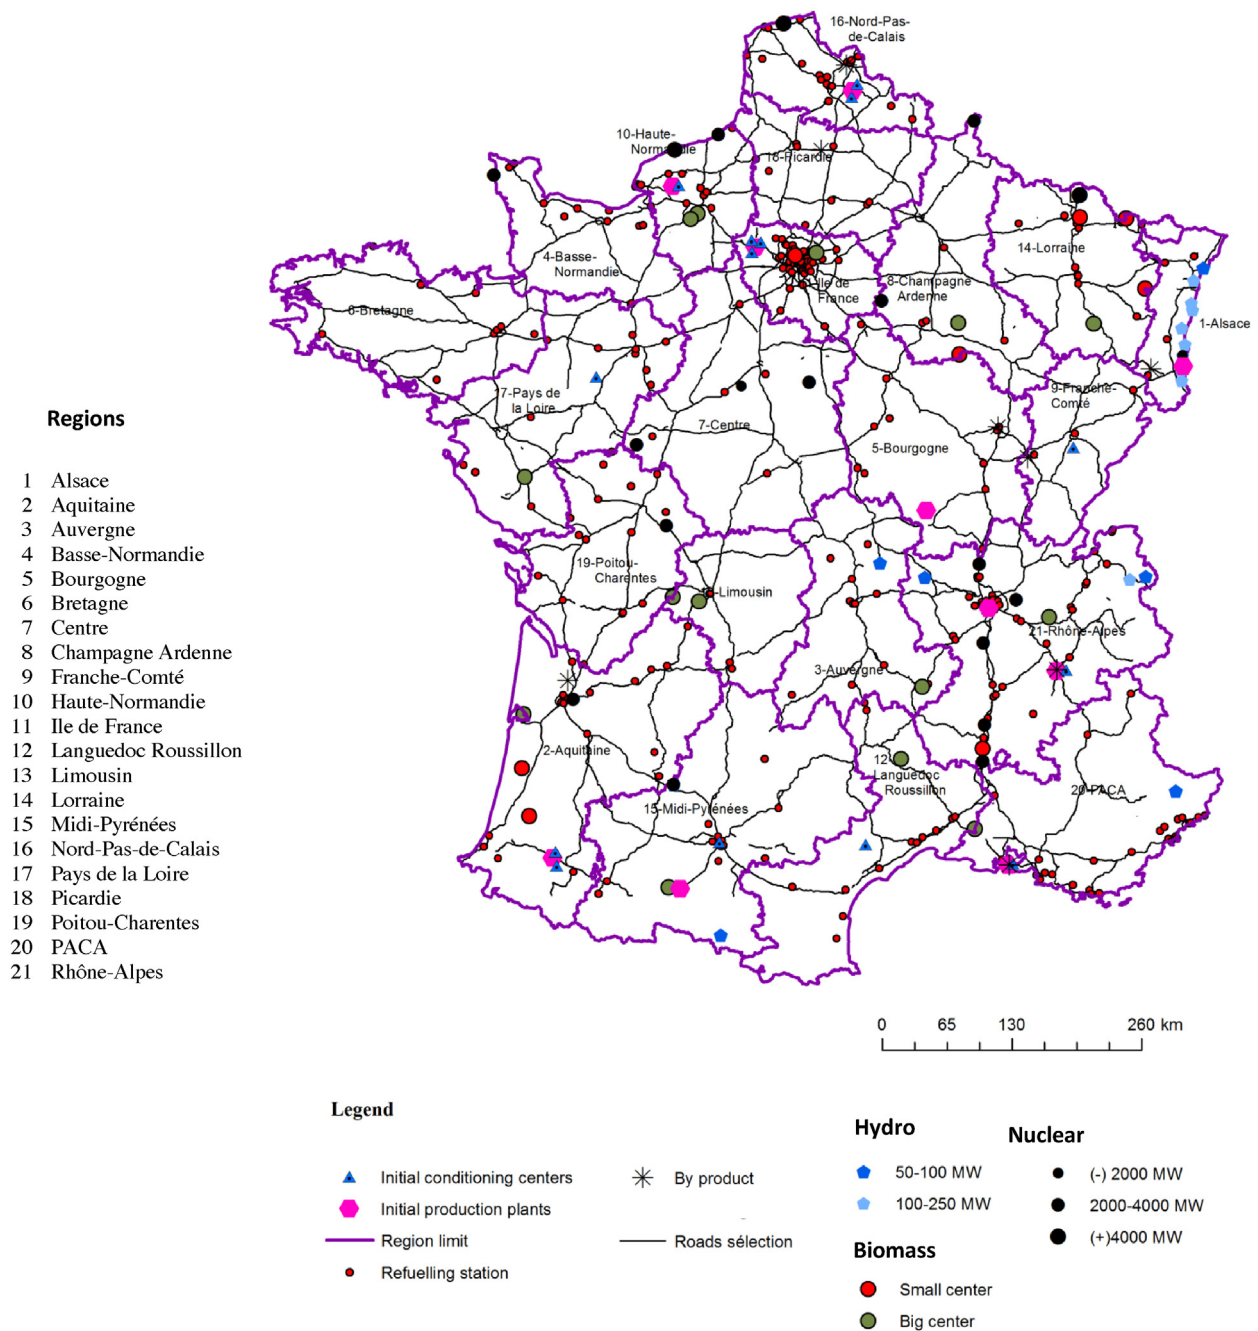 16-Nord-Pas-
de-Calais
10-Haute-
Normandie
18-Picardie
4-Basse-
Normandie
14-Lorraine
Ile de
France
8-Champagne
Ardenne
1-Alsace
6-Bretagne
17-Pays de
la Loire
9-Franche-
Comté
7-Centre
5-Bourgogne
19-Poitou-
Charentes
Limousin
21-Rhône-Alpes
3-Auvergne
2-Aquitaine
12-
Languedoc
Roussillon
20-PACA
15-Midi-Pyrénées
Regions
1 Alsace
2 Aquitaine
3 Auvergne
4 Basse-Normandie
5 Bourgogne
6 Bretagne
7 Centre
8 Champagne Ardenne
9 Franche-Comté
10 Haute-Normandie
11 Ile de France
12 Languedoc Roussillon
13 Limousin
14 Lorraine
15 Midi-Pyrénées
16 Nord-Pas-de-Calais
17 Pays de la Loire
18 Picardie
19 Poitou-Charentes
20 PACA
21 Rhône-Alpes
0 65 130 260 km
Legend
Initial conditioning centers
Initial production plants
Region limit
Refuelling station
By product
Roads sélection
Hydro
50-100 MW
100-250 MW
Biomass
Small center
Big center
Nuclear
(-) 2000 MW
2000-4000 MW
(+)4000 MW